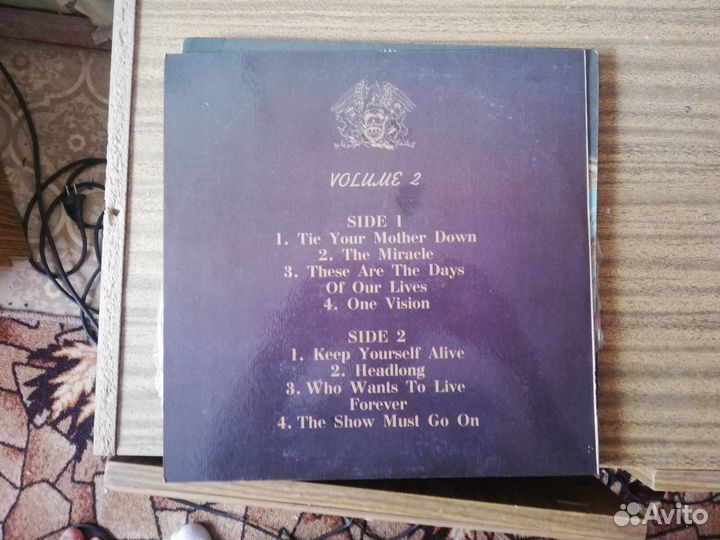 VOLUME 2
SIDE 1
1. Tie Your Mother Down
2. The Miracle
3. These Are The Days
Of Our Lives
4. One Vision
SIDE 2
1. Keep Yourself Alive
2. Headlong
3. Who Wants To Live
Forever
4. The Show Must Go On
Avito